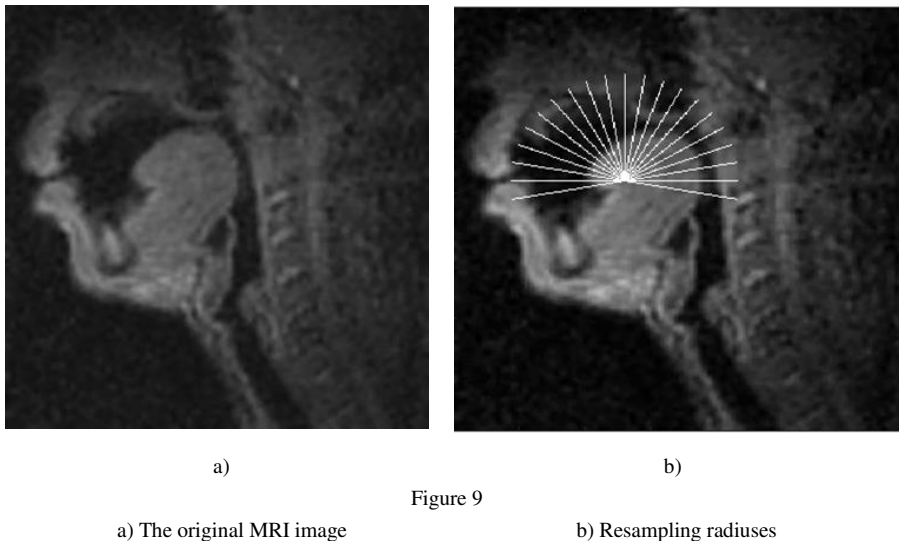 a) b)
Figure 9
a) The original MRI image b) Resampling radiuses